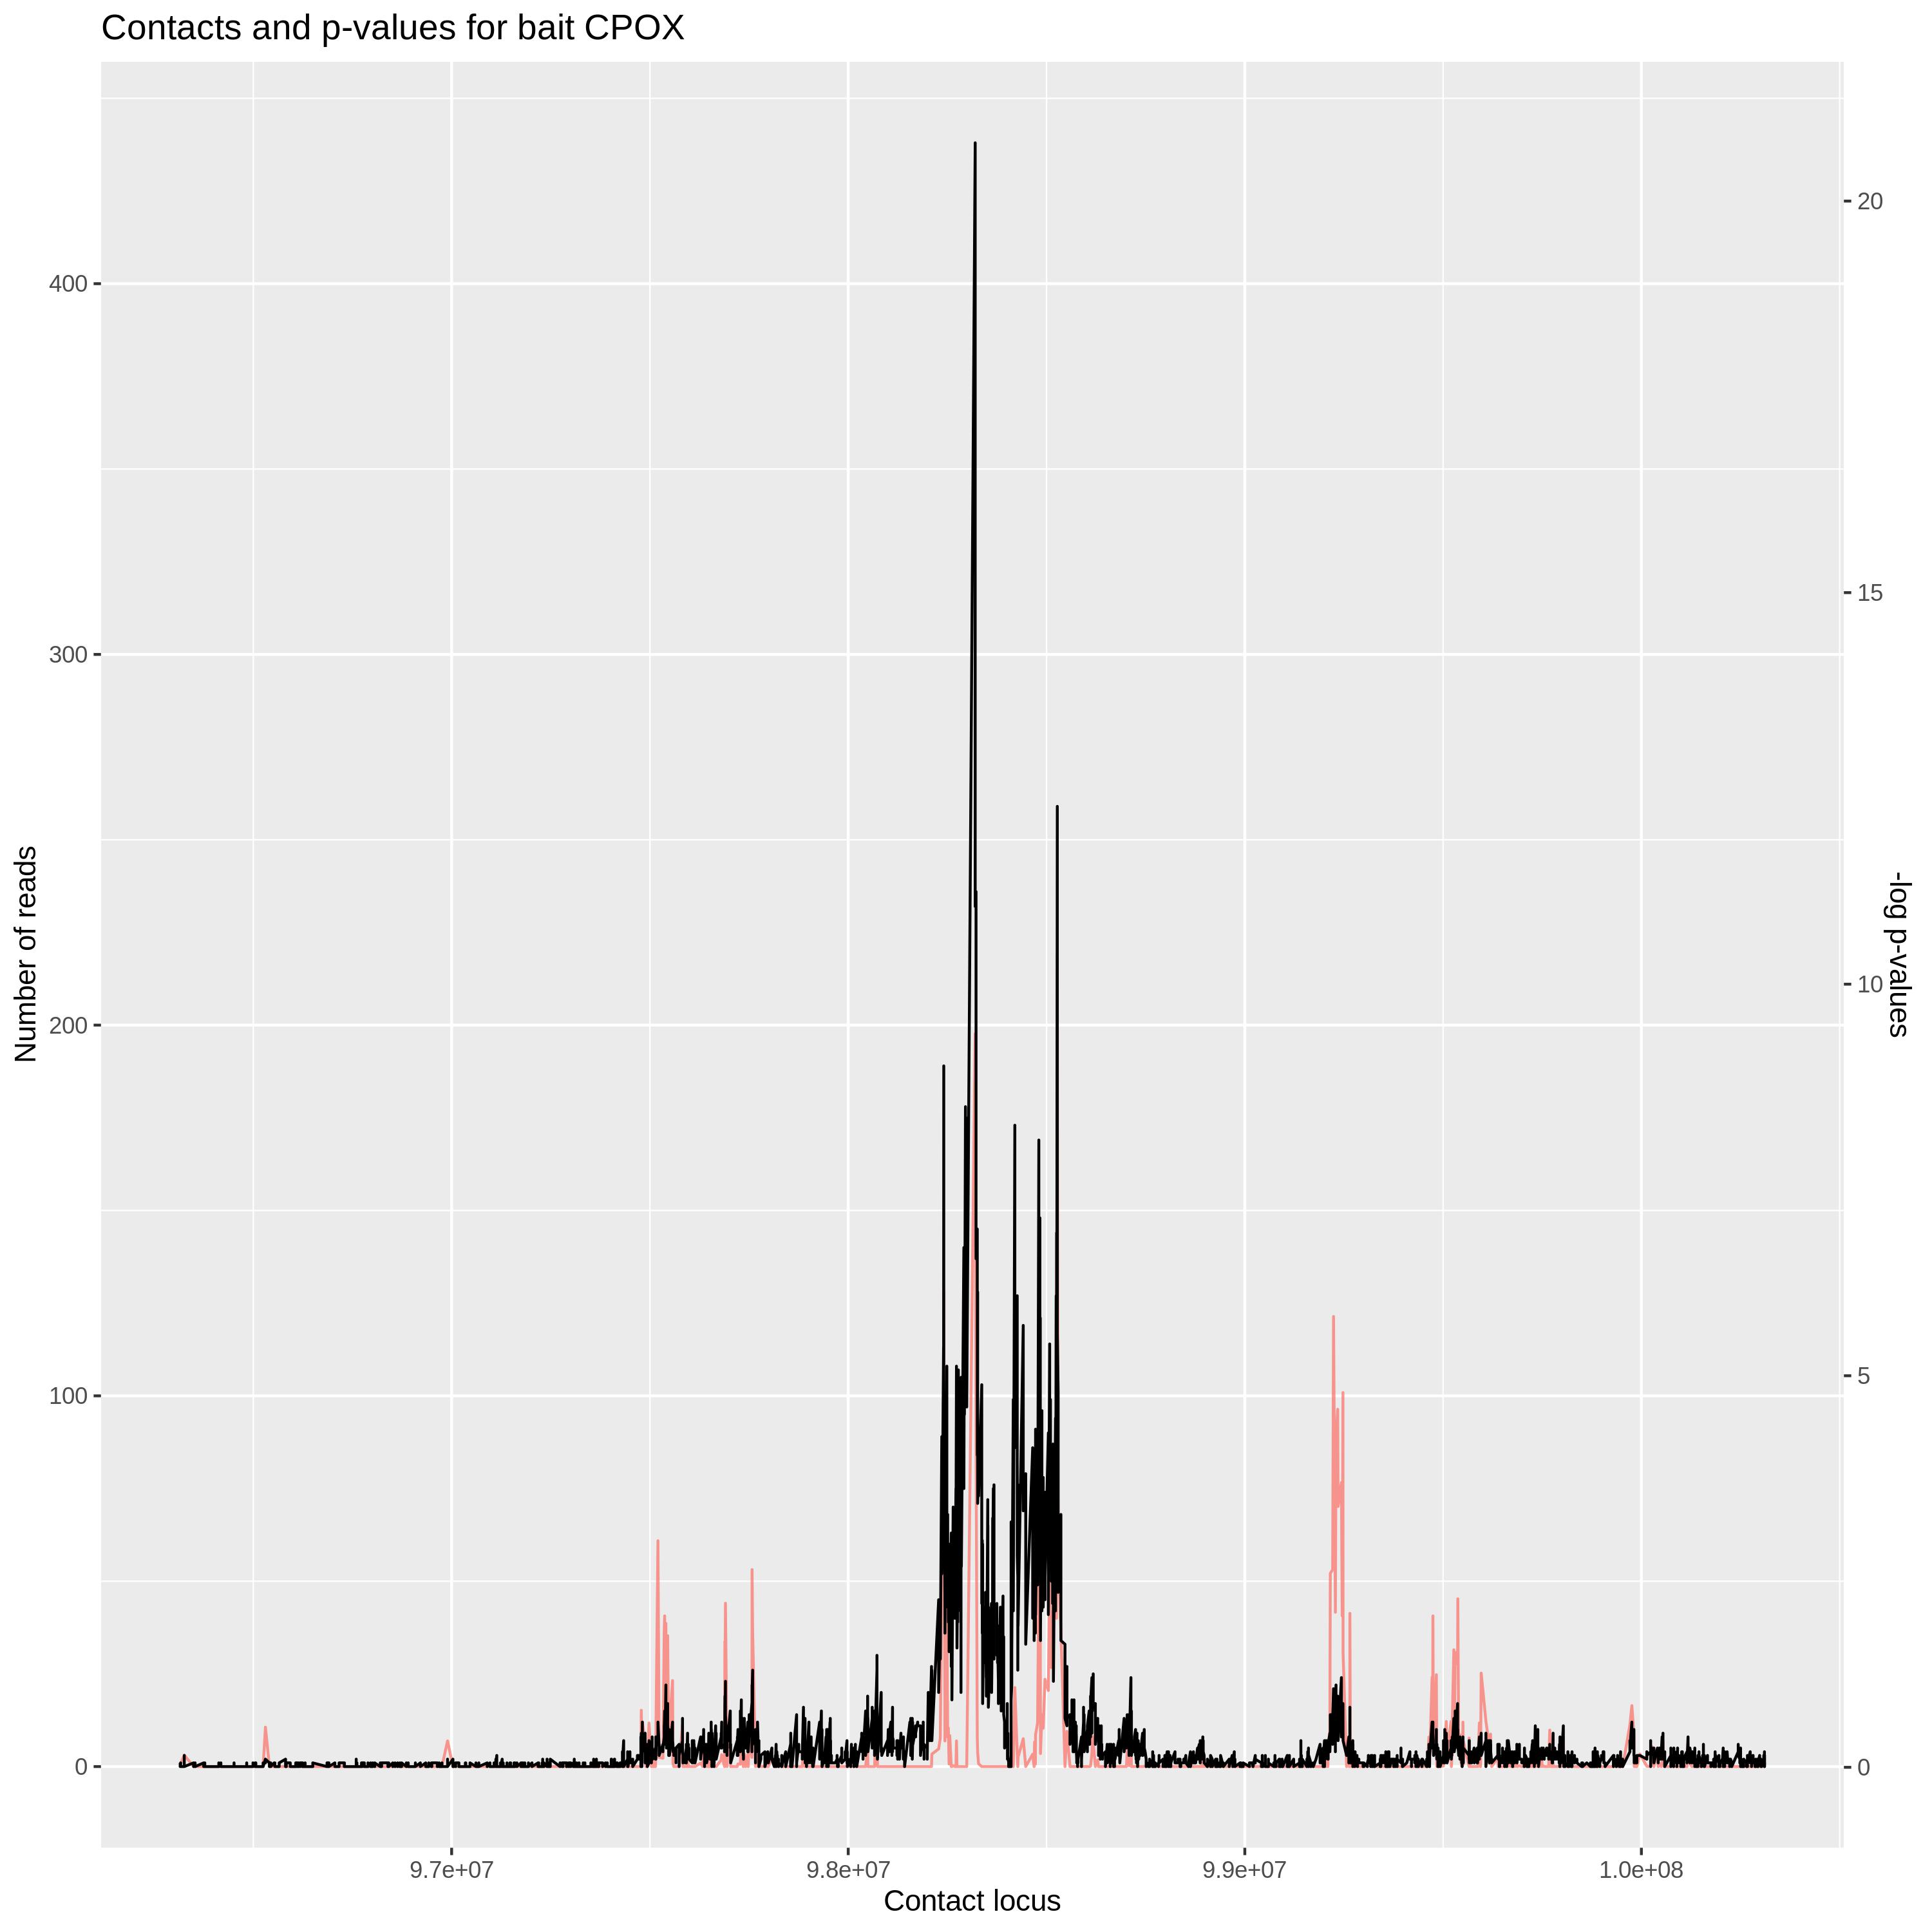 Contacts and p-values for bait CPOX
400
300
200
100
0
Number of reads
20
15
10
5
0
-log p-values
9.7e+07
9.8e+07
9.9e+07
1.0e+08
Contact locus